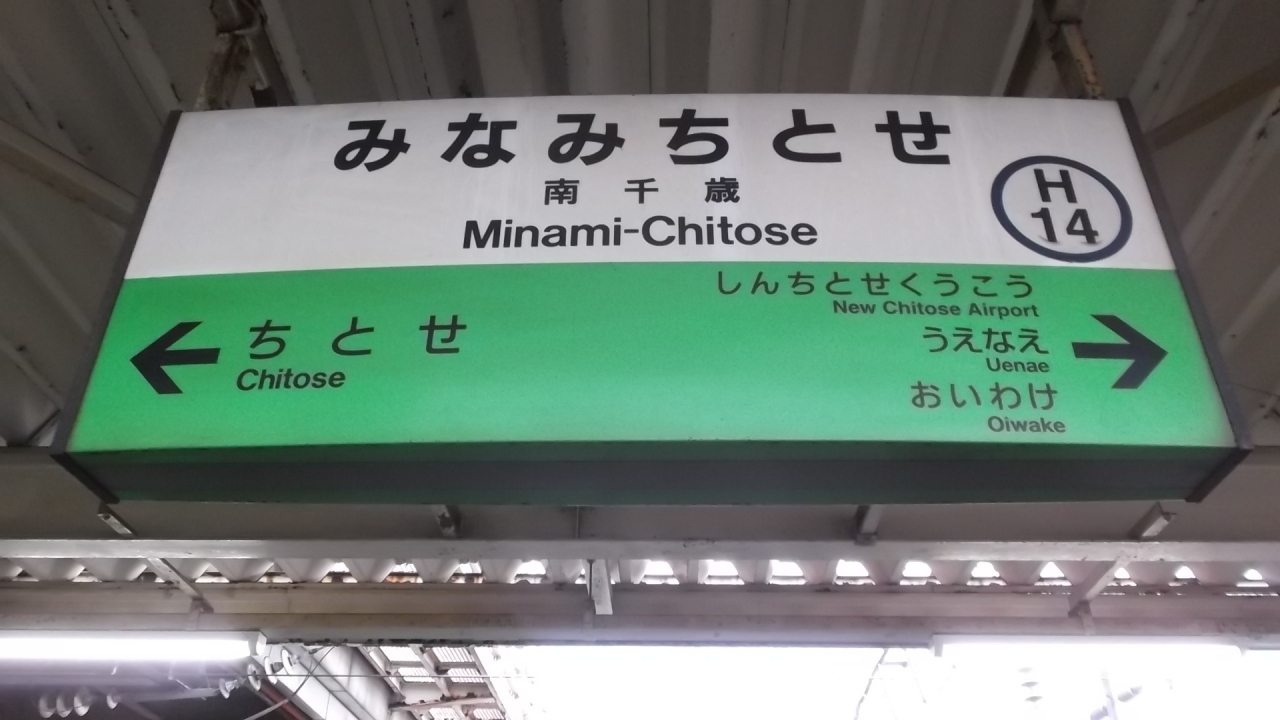 みなみちとせ
南千歳
Minami-Chitose
H
14
ちとせ
Chitose
しんちとせくうこう
New Chitose Airport
うえなえ
Uenae
おいわけ
Oiwake